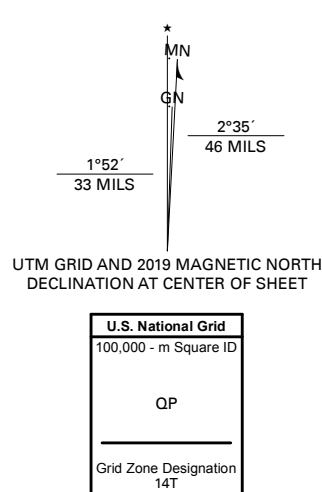 ★
MN
GN
2°35´
46 MILS
1°52´
33 MILS
UTM GRID AND 2019 MAGNETIC NORTH
DECLINATION AT CENTER OF SHEET
U.S. National Grid
100,000 - m Square ID
QP
Grid Zone Designation
14T